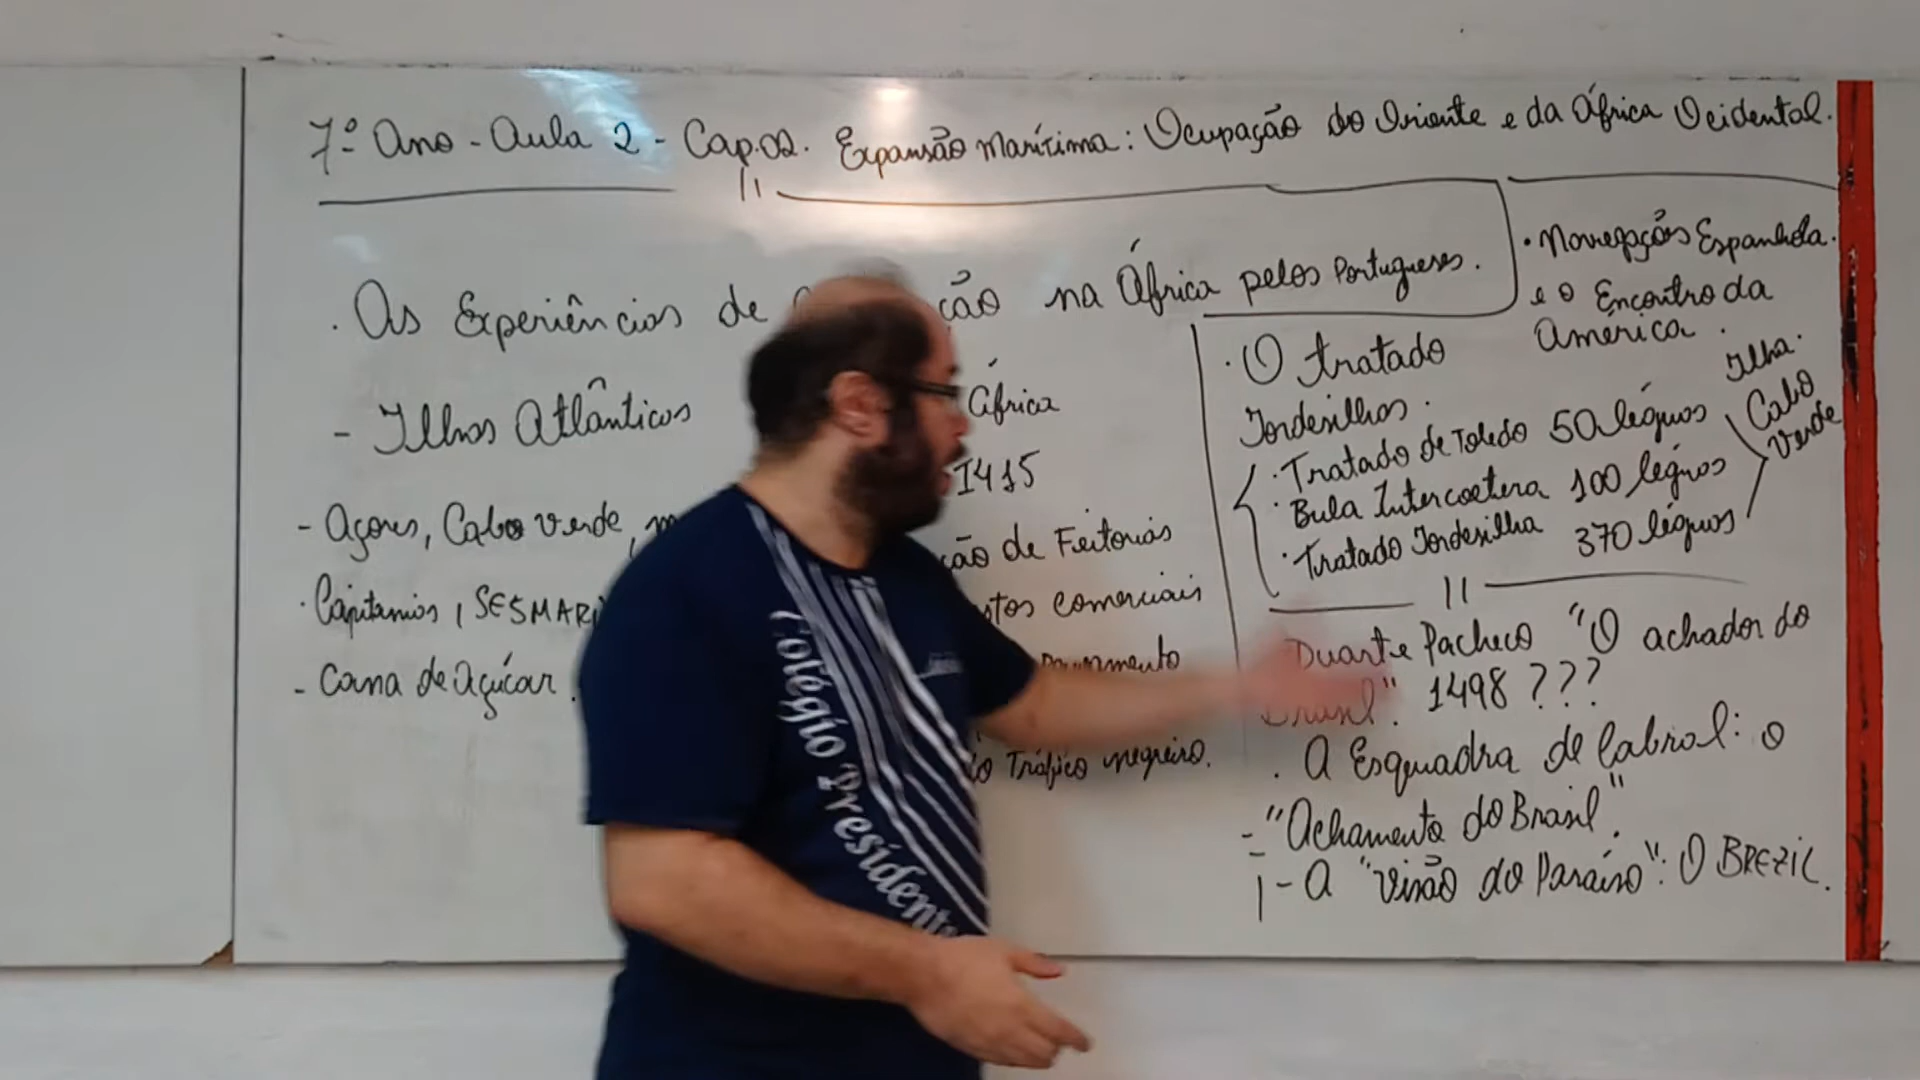 7º Ano - Aula 2 - Cap.02. Expansão Marítima: Ocupação do Oriente e da África Ocidental.
. As Experiências de ção na África pelos Portugueses.
- Ilhas Atlânticas
- Açores, Cabo verde,
. Capitanias, SESMARI
- Cana de Açúcar.
África
1415
ção de Feitorias
comerciais
Tráfico negreiro.
. Navegações Espanhola.
e o Encontro da
América.
. O tratado
Tordesilhas.
. Tratado de Toledo 50 léguas
. Bula Intercoetera 100 léguas
. Tratado Tordesilha 370 léguas
Ilha.
Cabo
Verde
Duarte Pacheco "O achador do
Brasil". 1498 ???
. A Esquadra de Cabral: o
- "Achamento do Brasil".
- A "visão do Paraíso": O BREZIL.
Colégio Presidente